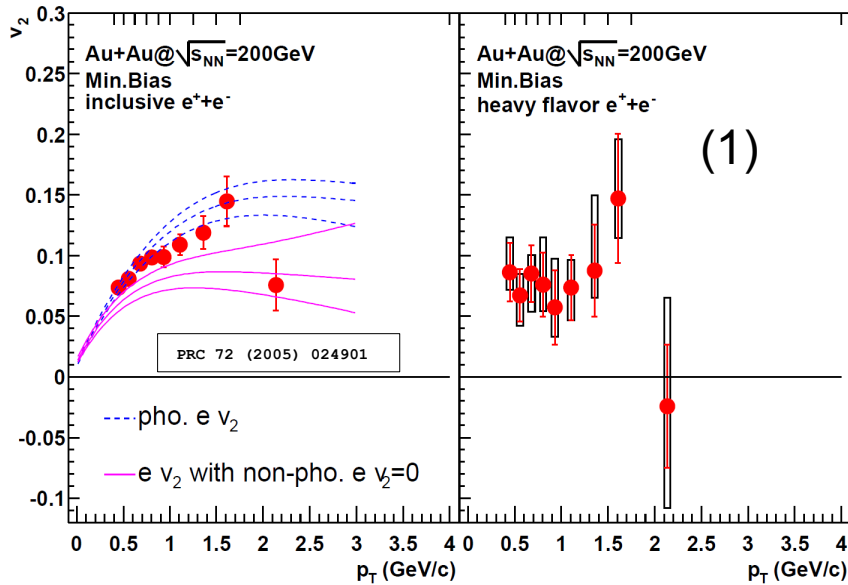 v₂
0.3
0.25
0.2
0.15
0.1
0.05
0
-0.05
-0.1
Au+Au@√sNN=200GeV
Min.Bias
inclusive e⁺+e⁻
PRC 72 (2005) 024901
pho. e v₂
e v₂ with non-pho. e v₂=0
0 0.5 1 1.5 2 2.5 3 3.5 4
pT (GeV/c)
Au+Au@√sNN=200GeV
Min.Bias
heavy flavor e⁺+e⁻
(1)
0 0.5 1 1.5 2 2.5 3 3.5 4
pT (GeV/c)